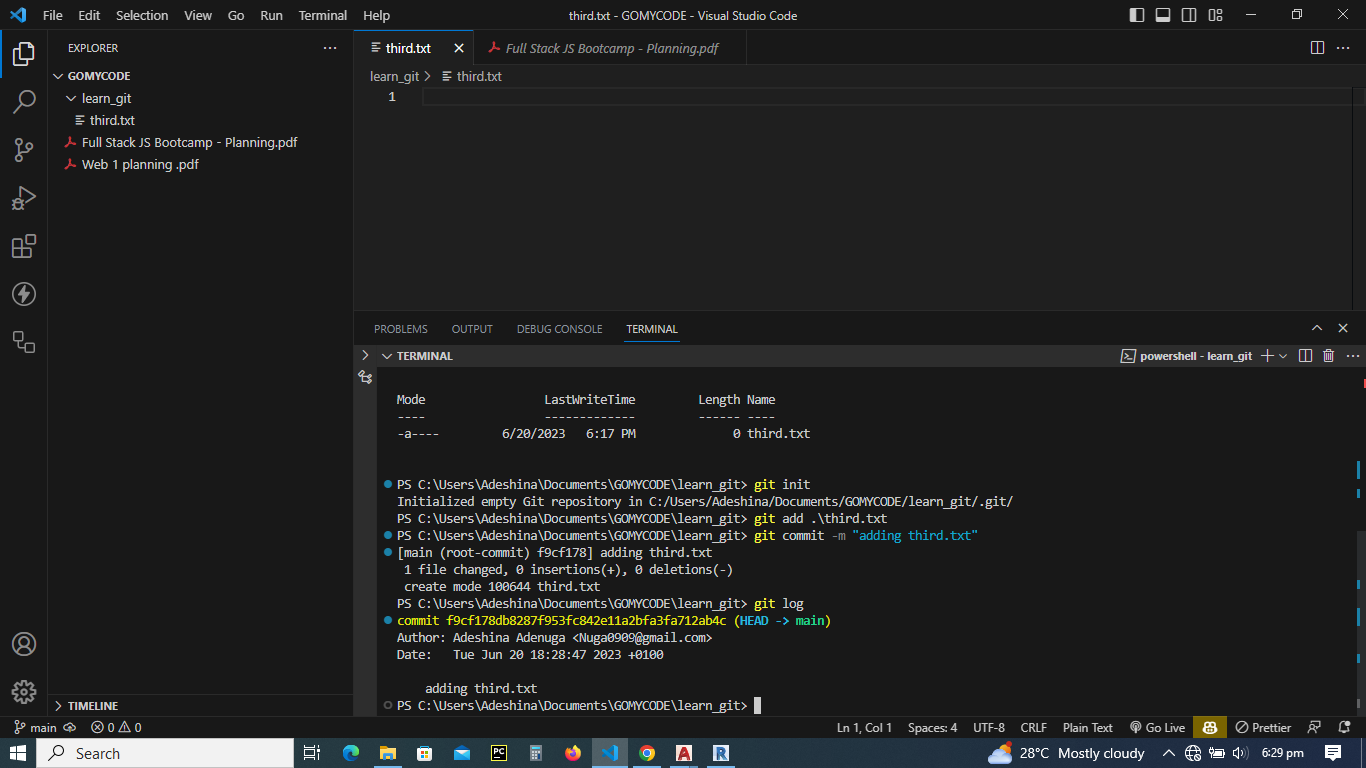 File Edit Selection View Go Run Terminal Help
third.txt - GOMYCODE - Visual Studio Code
EXPLORER
GOMYCODE
learn_git
third.txt
Full Stack JS Bootcamp - Planning.pdf
Web 1 planning .pdf
TIMELINE
third.txt
Full Stack JS Bootcamp - Planning.pdf
learn_git > third.txt
1
PROBLEMS OUTPUT DEBUG CONSOLE TERMINAL
TERMINAL
powershell - learn_git
Mode LastWriteTime Length Name
---- ------------- ------ ----
-a---- 6/20/2023 6:17 PM 0 third.txt
PS C:\Users\Adeshina\Documents\GOMYCODE\learn_git> git init
Initialized empty Git repository in C:/Users/Adeshina/Documents/GOMYCODE/learn_git/.git/
PS C:\Users\Adeshina\Documents\GOMYCODE\learn_git> git add .\third.txt
PS C:\Users\Adeshina\Documents\GOMYCODE\learn_git> git commit -m "adding third.txt"
[main (root-commit) f9cf178] adding third.txt
1 file changed, 0 insertions(+), 0 deletions(-)
create mode 100644 third.txt
PS C:\Users\Adeshina\Documents\GOMYCODE\learn_git> git log
commit f9cf178db8287f953fc842e11a2bfa3fa712ab4c (HEAD -> main)
Author: Adeshina Adenuga <Nuga0909@gmail.com>
Date: Tue Jun 20 18:28:47 2023 +0100
adding third.txt
PS C:\Users\Adeshina\Documents\GOMYCODE\learn_git>
main 0 0 Ln 1, Col 1 Spaces: 4 UTF-8 CRLF Plain Text Go Live Prettier
Search PC A R 28°C Mostly cloudy 6:29 pm